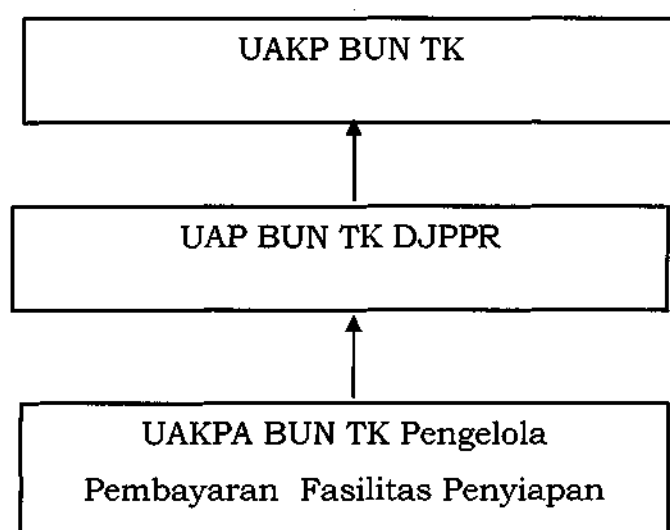 UAKP BUN TK
UAP BUN TK DJPPR
UAKPA BUN TK Pengelola
Pembayaran Fasilitas Penyiapan